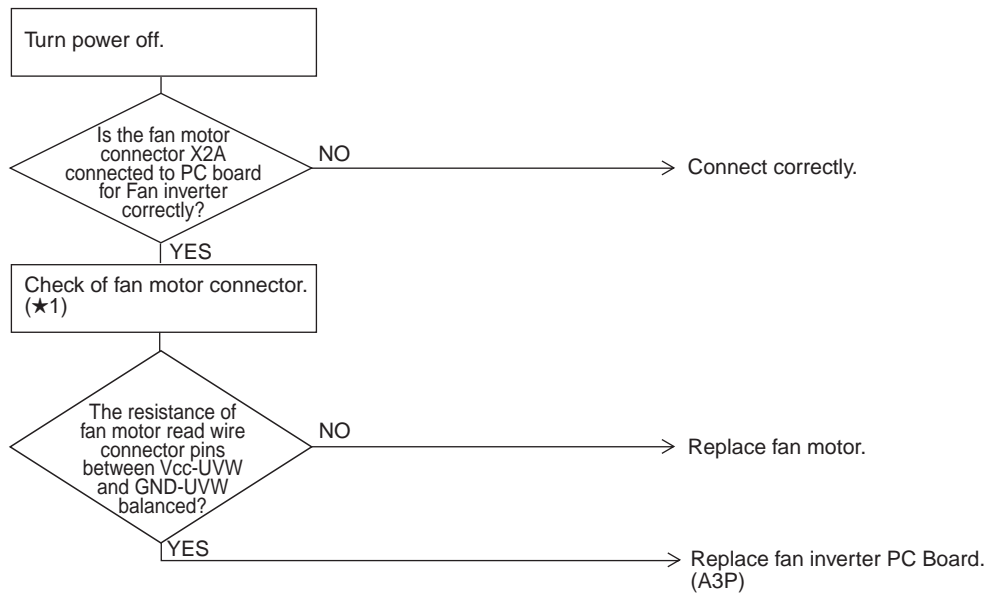 Turn power off.
Is the fan motor
connector X2A
connected to PC board
for Fan inverter
correctly?
NO
Connect correctly.
YES
Check of fan motor connector.
(★1)
The resistance of
fan motor read wire
connector pins
between Vcc-UVW
and GND-UVW
balanced?
NO
Replace fan motor.
YES
Replace fan inverter PC Board.
(A3P)